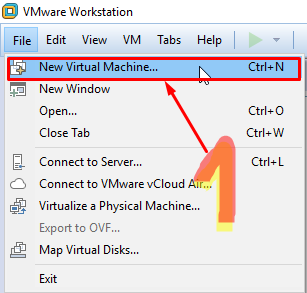 VMware Workstation
File Edit View VM Tabs Help
New Virtual Machine... Ctrl+N
New Window
Open... Ctrl+O
Close Tab Ctrl+W
Connect to Server... Ctrl+L
Connect to VMware vCloud Air...
Virtualize a Physical Machine...
Export to OVF...
Map Virtual Disks...
Exit
1